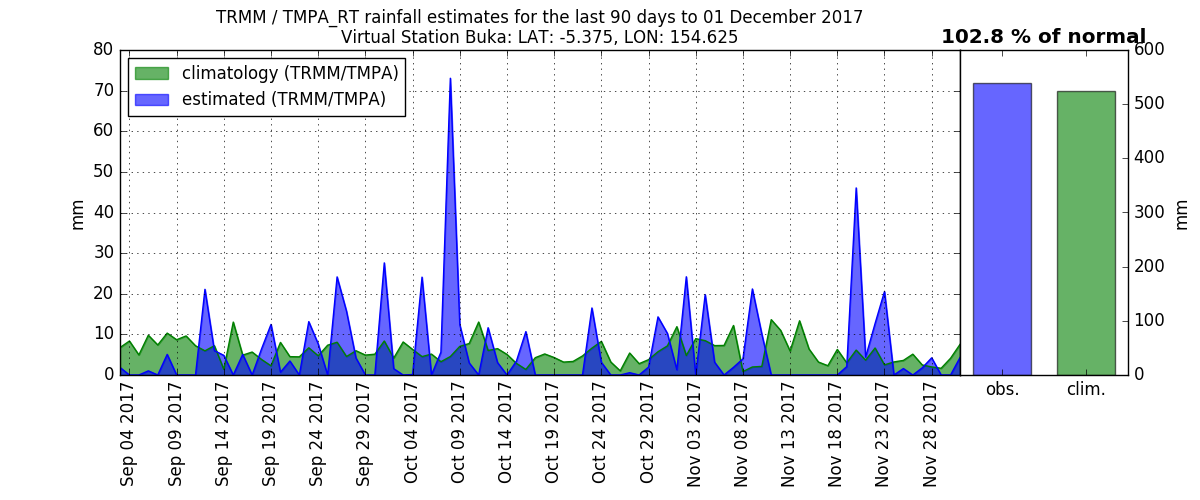 TRMM / TMPA_RT rainfall estimates for the last 90 days to 01 December 2017
Virtual Station Buka: LAT: -5.375, LON: 154.625
102.8 % of normal
climatology (TRMM/TMPA)
estimated (TRMM/TMPA)
mm
80
70
60
50
40
30
20
10
0
Sep 04 2017
Sep 09 2017
Sep 14 2017
Sep 19 2017
Sep 24 2017
Sep 29 2017
Oct 04 2017
Oct 09 2017
Oct 14 2017
Oct 19 2017
Oct 24 2017
Oct 29 2017
Nov 03 2017
Nov 08 2017
Nov 13 2017
Nov 18 2017
Nov 23 2017
Nov 28 2017
obs.
clim.
600
500
400
300
200
100
0
mm